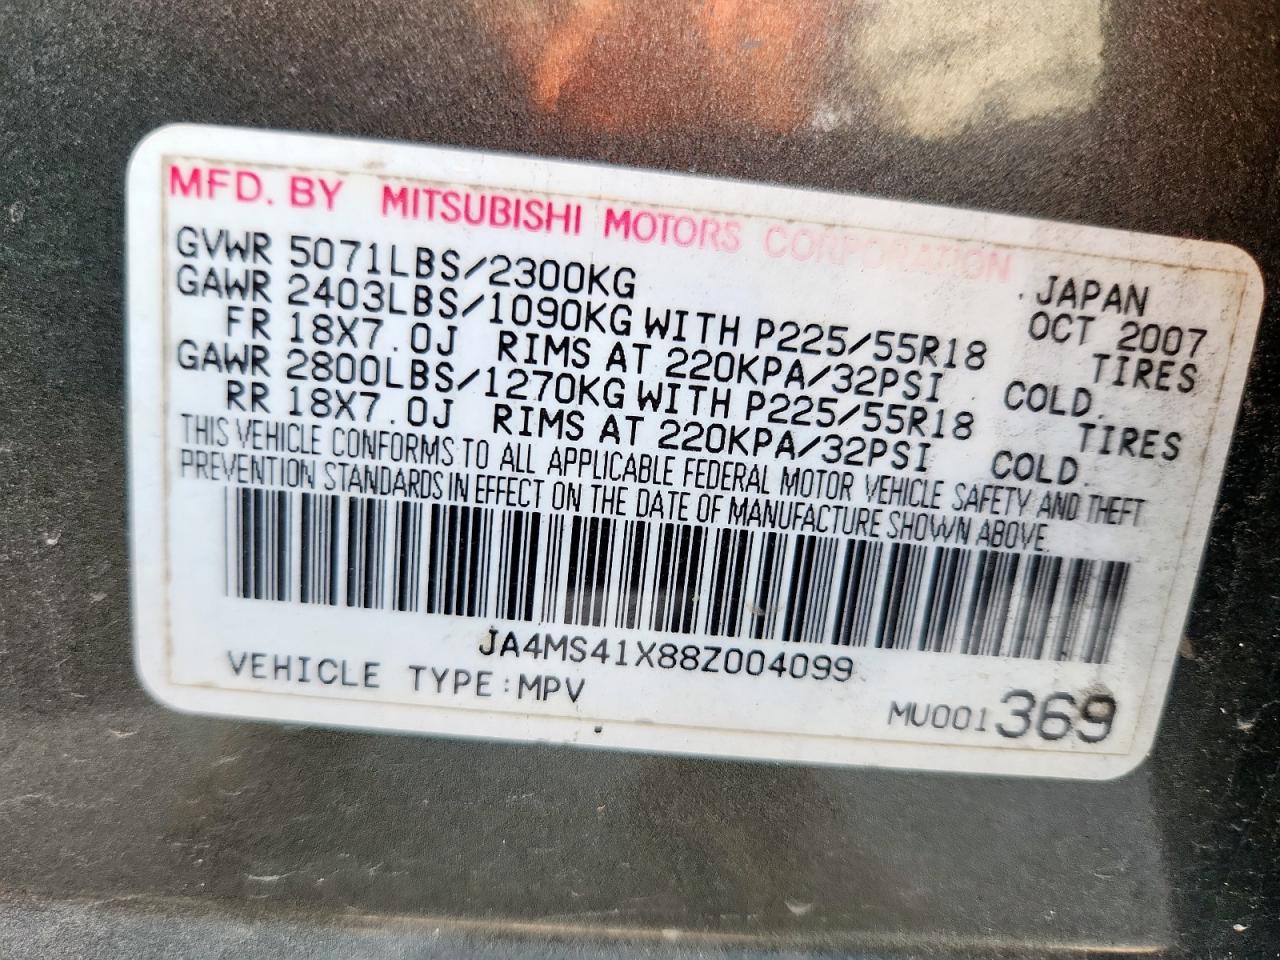 MFD. BY MITSUBISHI MOTORS CORPORATION JAPAN
GVWR 5071LBS/2300KG OCT 2007
GAWR 2403LBS/1090KG WITH P225/55R18 TIRES
FR 18X7.0J RIMS AT 220KPA/32PSI COLD.
GAWR 2800LBS/1270KG WITH P225/55R18 TIRES
RR 18X7.0J RIMS AT 220KPA/32PSI COLD.
THIS VEHICLE CONFORMS TO ALL APPLICABLE FEDERAL MOTOR VEHICLE SAFETY AND THEFT
PREVENTION STANDARDS IN EFFECT ON THE DATE OF MANUFACTURE SHOWN ABOVE.
JA4MS41X88Z004099
VEHICLE TYPE:MPV
MU001369